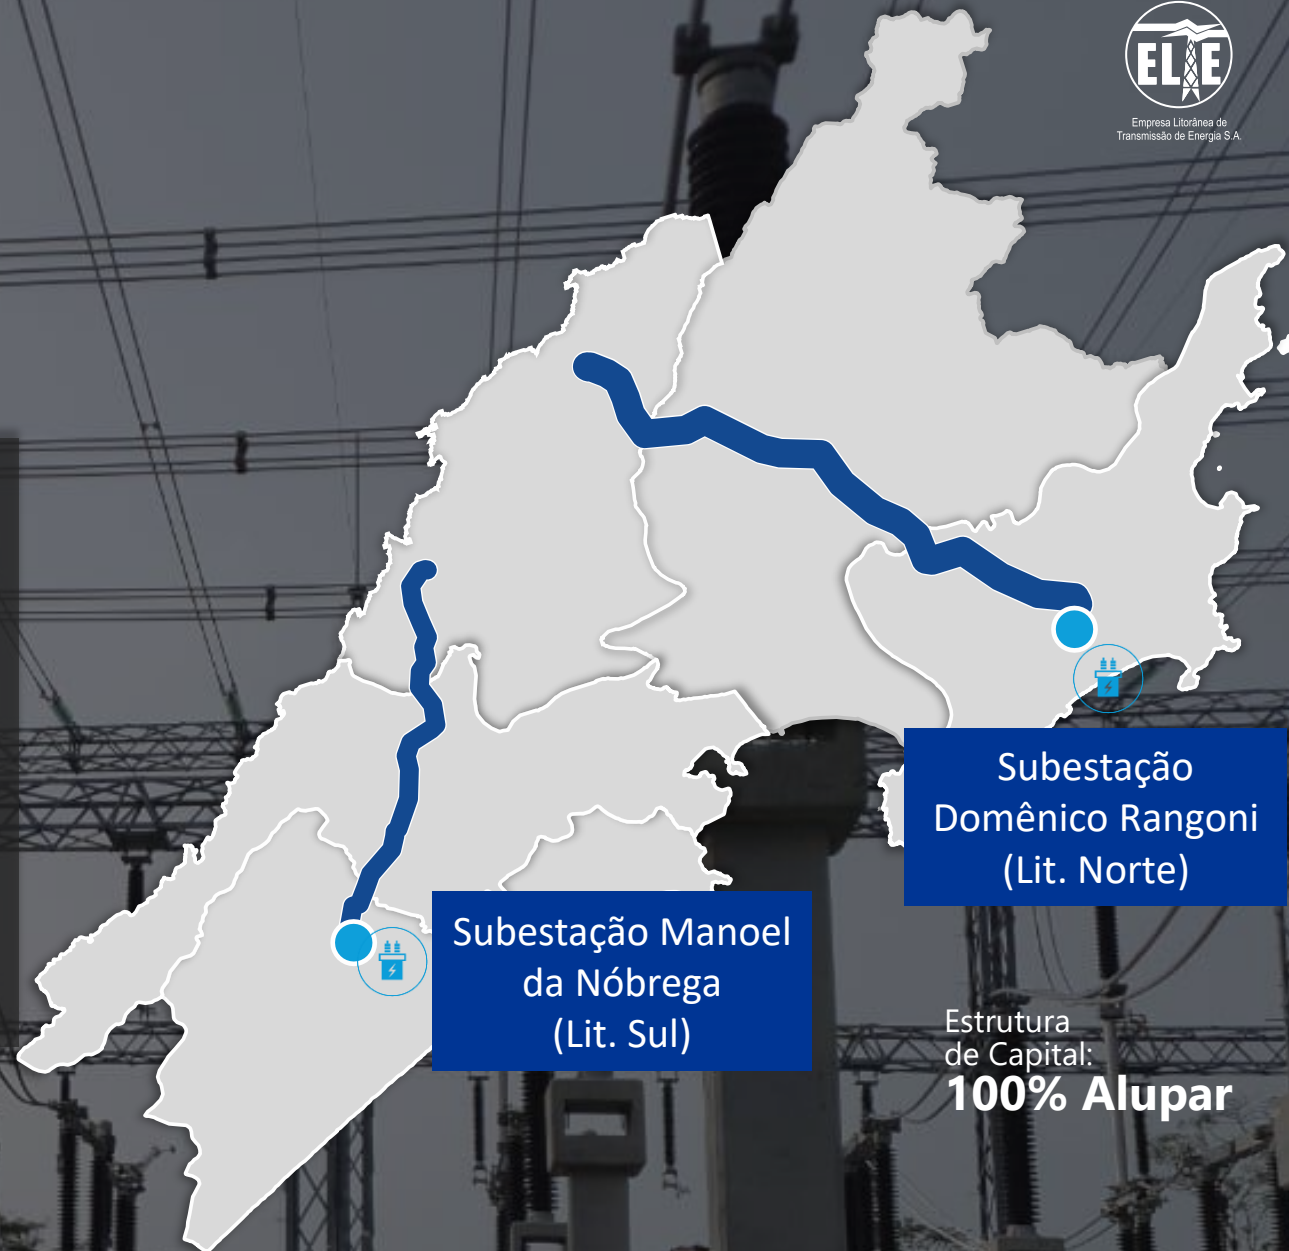 ELTE
Empresa Litorânea de
Transmissão de Energia S.A.
Subestação
Domênico Rangoni
(Lit. Norte)
Subestação Manoel
da Nóbrega
(Lit. Sul)
Estrutura
de Capital:
100% Alupar